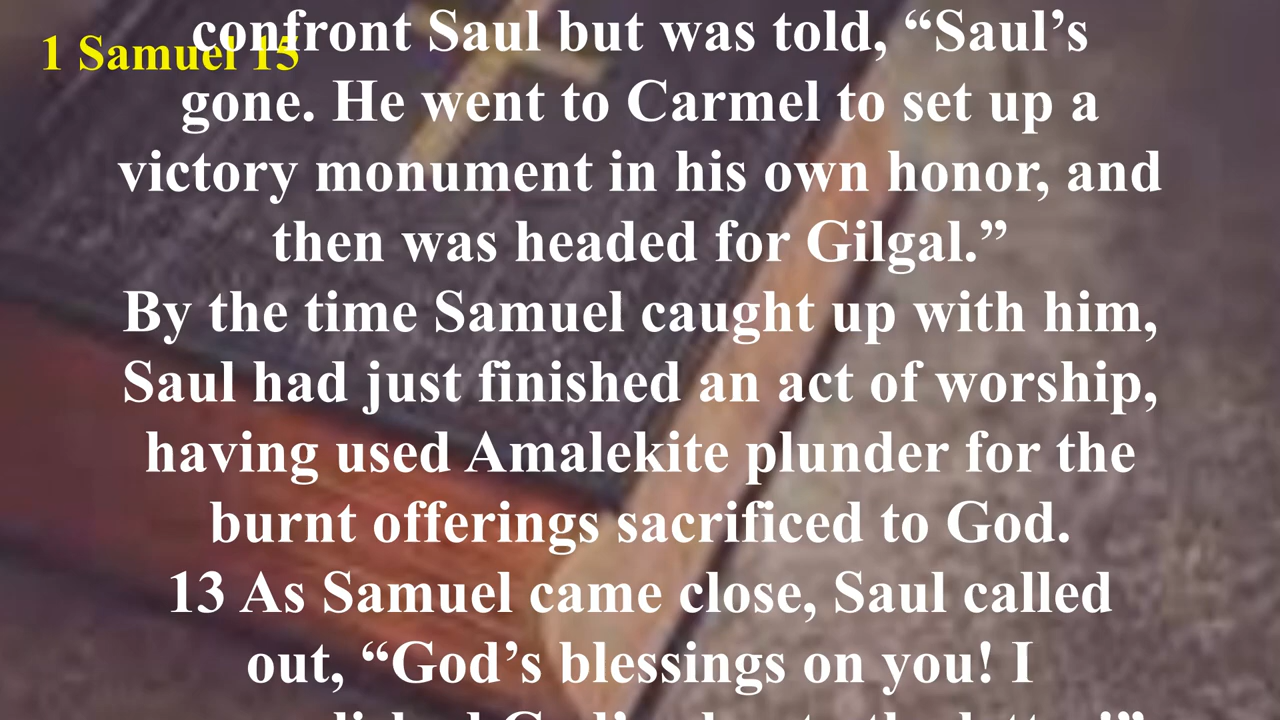 1 Samuel 15
confront Saul but was told, “Saul’s
gone. He went to Carmel to set up a
victory monument in his own honor, and
then was headed for Gilgal.”
By the time Samuel caught up with him,
Saul had just finished an act of worship,
having used Amalekite plunder for the
burnt offerings sacrificed to God.
13 As Samuel came close, Saul called
out, “God’s blessings on you! I